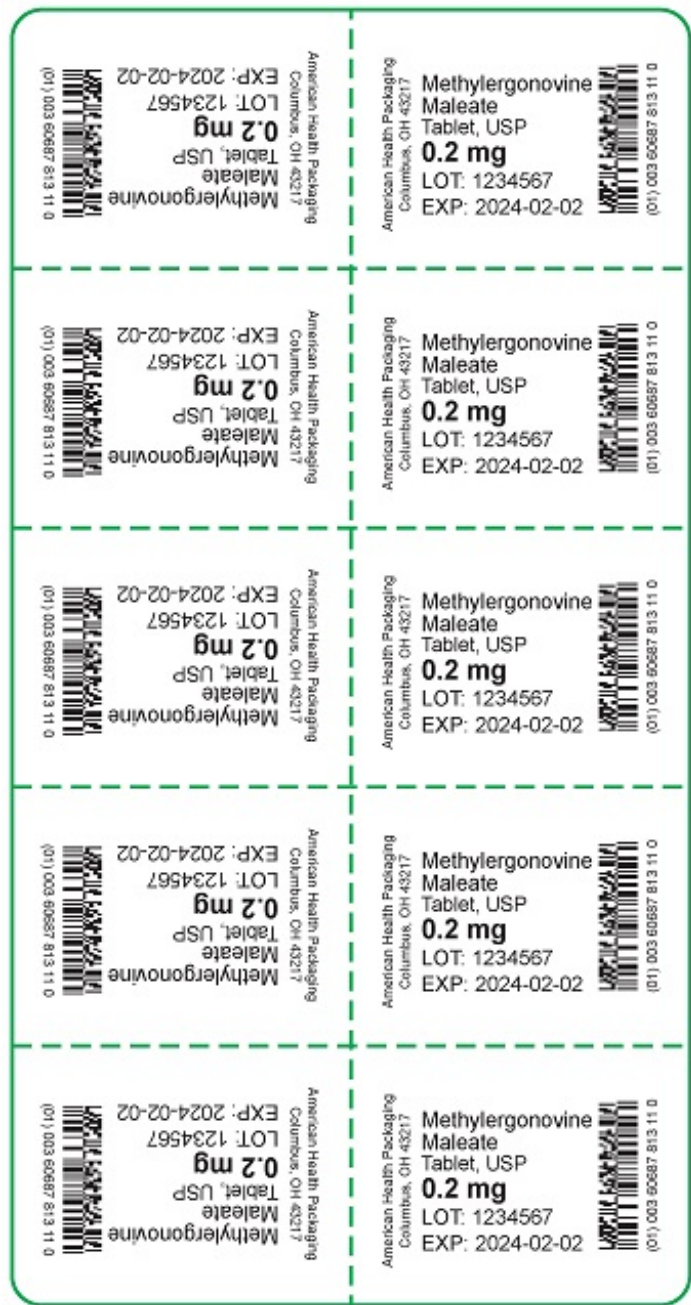 American Health Packaging
Columbus, OH 43217
Methylergonovine
Maleate
Tablet, USP
0.2 mg
LOT: 1234567
EXP: 2024-02-02
(01) 003 60687 813 11 0
American Health Packaging
Columbus, OH 43217
Methylergonovine
Maleate
Tablet, USP
0.2 mg
LOT: 1234567
EXP: 2024-02-02
(01) 003 60687 813 11 0
American Health Packaging
Columbus, OH 43217
Methylergonovine
Maleate
Tablet, USP
0.2 mg
LOT: 1234567
EXP: 2024-02-02
(01) 003 60687 813 11 0
American Health Packaging
Columbus, OH 43217
Methylergonovine
Maleate
Tablet, USP
0.2 mg
LOT: 1234567
EXP: 2024-02-02
(01) 003 60687 813 11 0
American Health Packaging
Columbus, OH 43217
Methylergonovine
Maleate
Tablet, USP
0.2 mg
LOT: 1234567
EXP: 2024-02-02
(01) 003 60687 813 11 0
American Health Packaging
Columbus, OH 43217
Methylergonovine
Maleate
Tablet, USP
0.2 mg
LOT: 1234567
EXP: 2024-02-02
(01) 003 60687 813 11 0
American Health Packaging
Columbus, OH 43217
Methylergonovine
Maleate
Tablet, USP
0.2 mg
LOT: 1234567
EXP: 2024-02-02
(01) 003 60687 813 11 0
American Health Packaging
Columbus, OH 43217
Methylergonovine
Maleate
Tablet, USP
0.2 mg
LOT: 1234567
EXP: 2024-02-02
(01) 003 60687 813 11 0
American Health Packaging
Columbus, OH 43217
Methylergonovine
Maleate
Tablet, USP
0.2 mg
LOT: 1234567
EXP: 2024-02-02
(01) 003 60687 813 11 0
American Health Packaging
Columbus, OH 43217
Methylergonovine
Maleate
Tablet, USP
0.2 mg
LOT: 1234567
EXP: 2024-02-02
(01) 003 60687 813 11 0